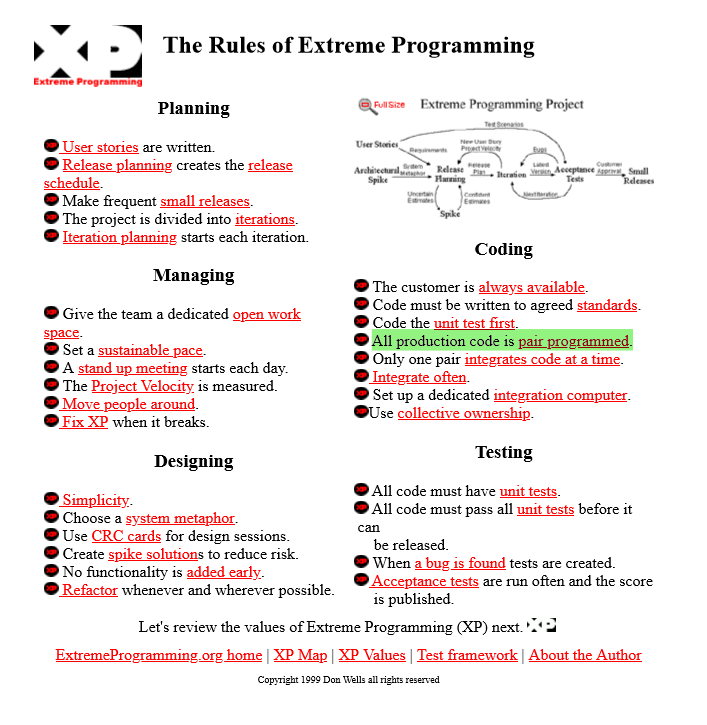 XP
Extreme Programming
The Rules of Extreme Programming
Planning
User stories are written.
Release planning creates the release
schedule.
Make frequent small releases.
The project is divided into iterations.
Iteration planning starts each iteration.
Managing
Give the team a dedicated open work
space.
Set a sustainable pace.
A stand up meeting starts each day.
The Project Velocity is measured.
Move people around.
Fix XP when it breaks.
Designing
Simplicity.
Choose a system metaphor.
Use CRC cards for design sessions.
Create spike solutions to reduce risk.
No functionality is added early.
Refactor whenever and wherever possible.
Full Size
Extreme Programming Project
Test Scenarios
User Stories
Requirements
New User Story
Project Velocity
Bugs
Architectural
Spike
System
Metaphor
Release
Planning
Release
Plan
Iteration
Latest
Version
Acceptance
Tests
Customer
Approval
Small
Releases
Uncertain
Estimates
Confident
Estimates
Next Iteration
Spike
Coding
The customer is always available.
Code must be written to agreed standards.
Code the unit test first.
All production code is pair programmed.
Only one pair integrates code at a time.
Integrate often.
Set up a dedicated integration computer.
Use collective ownership.
Testing
All code must have unit tests.
All code must pass all unit tests before it
can
be released.
When a bug is found tests are created.
Acceptance tests are run often and the score
is published.
Let's review the values of Extreme Programming (XP) next. XP
ExtremeProgramming.org home | XP Map | XP Values | Test framework | About the Author
Copyright 1999 Don Wells all rights reserved